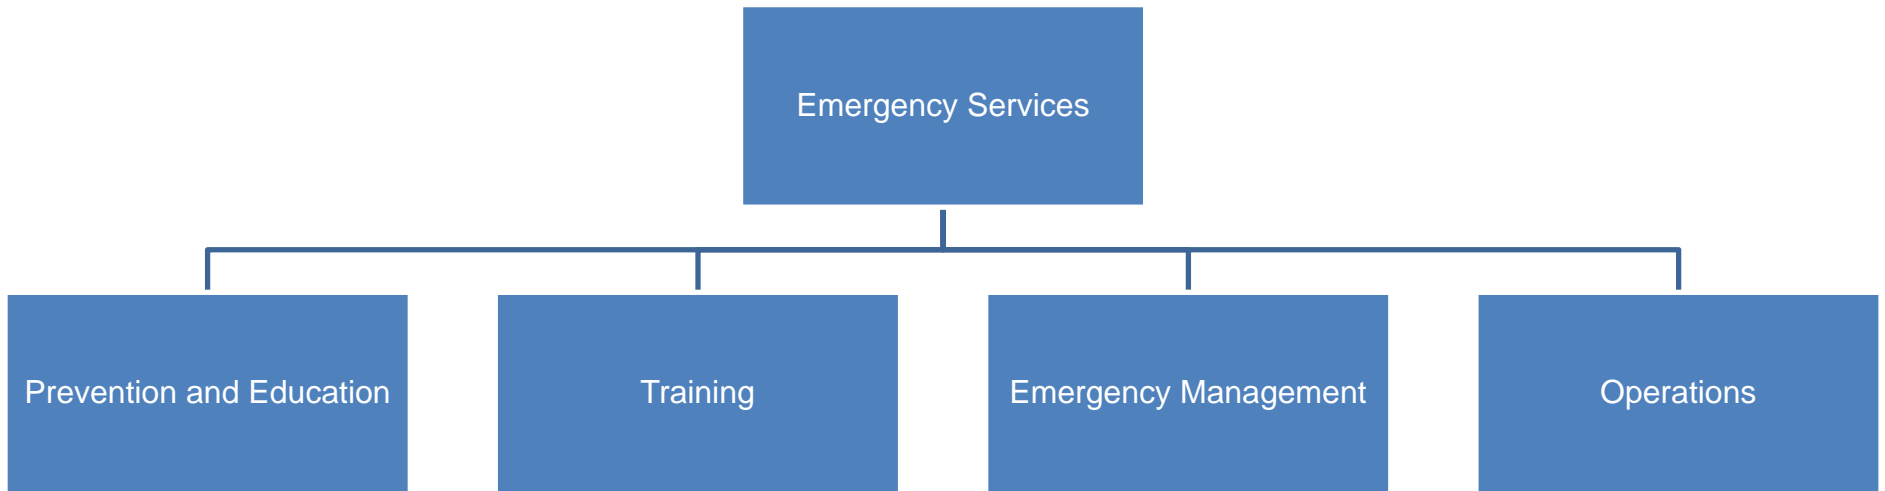 Emergency Services
Prevention and Education
Training
Emergency Management
Operations